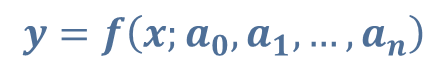 y = f(x; a₀, a₁, ..., aₙ)